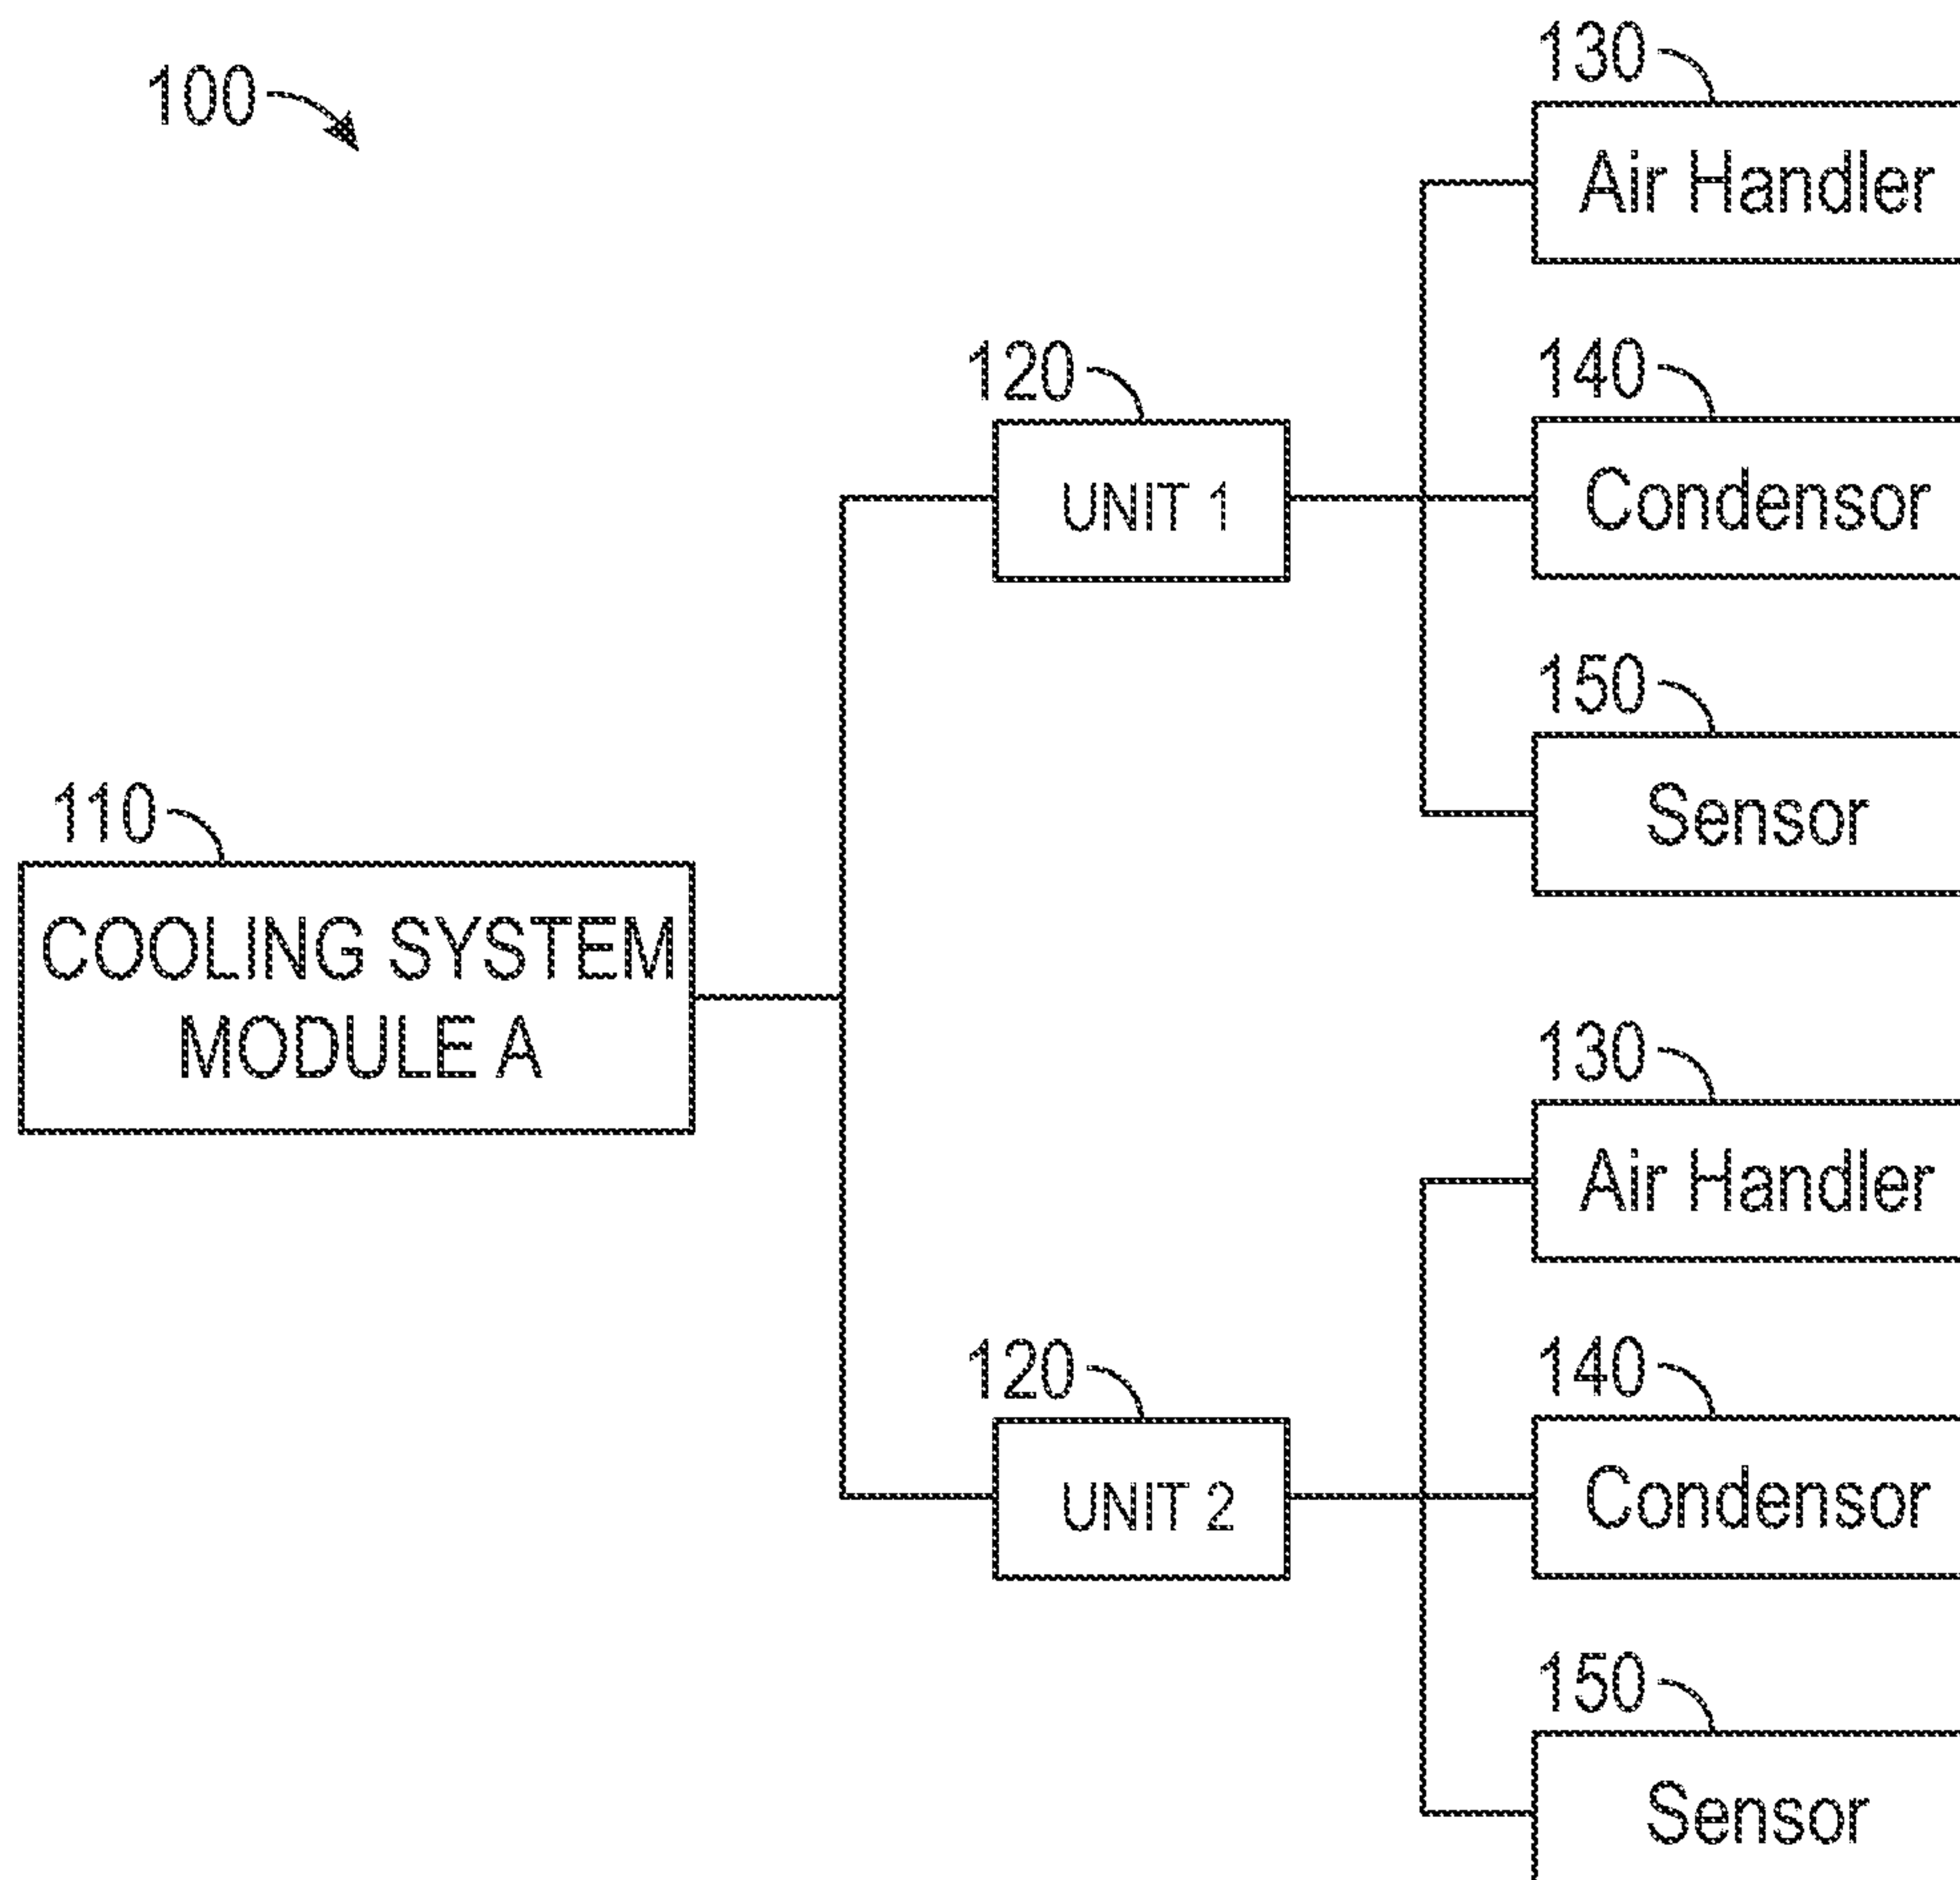 100
130
Air Handler
120
140
UNIT 1
Condensor
150
Sensor
110
COOLING SYSTEM
MODULE A
130
Air Handler
120
140
UNIT 2
Condensor
150
Sensor